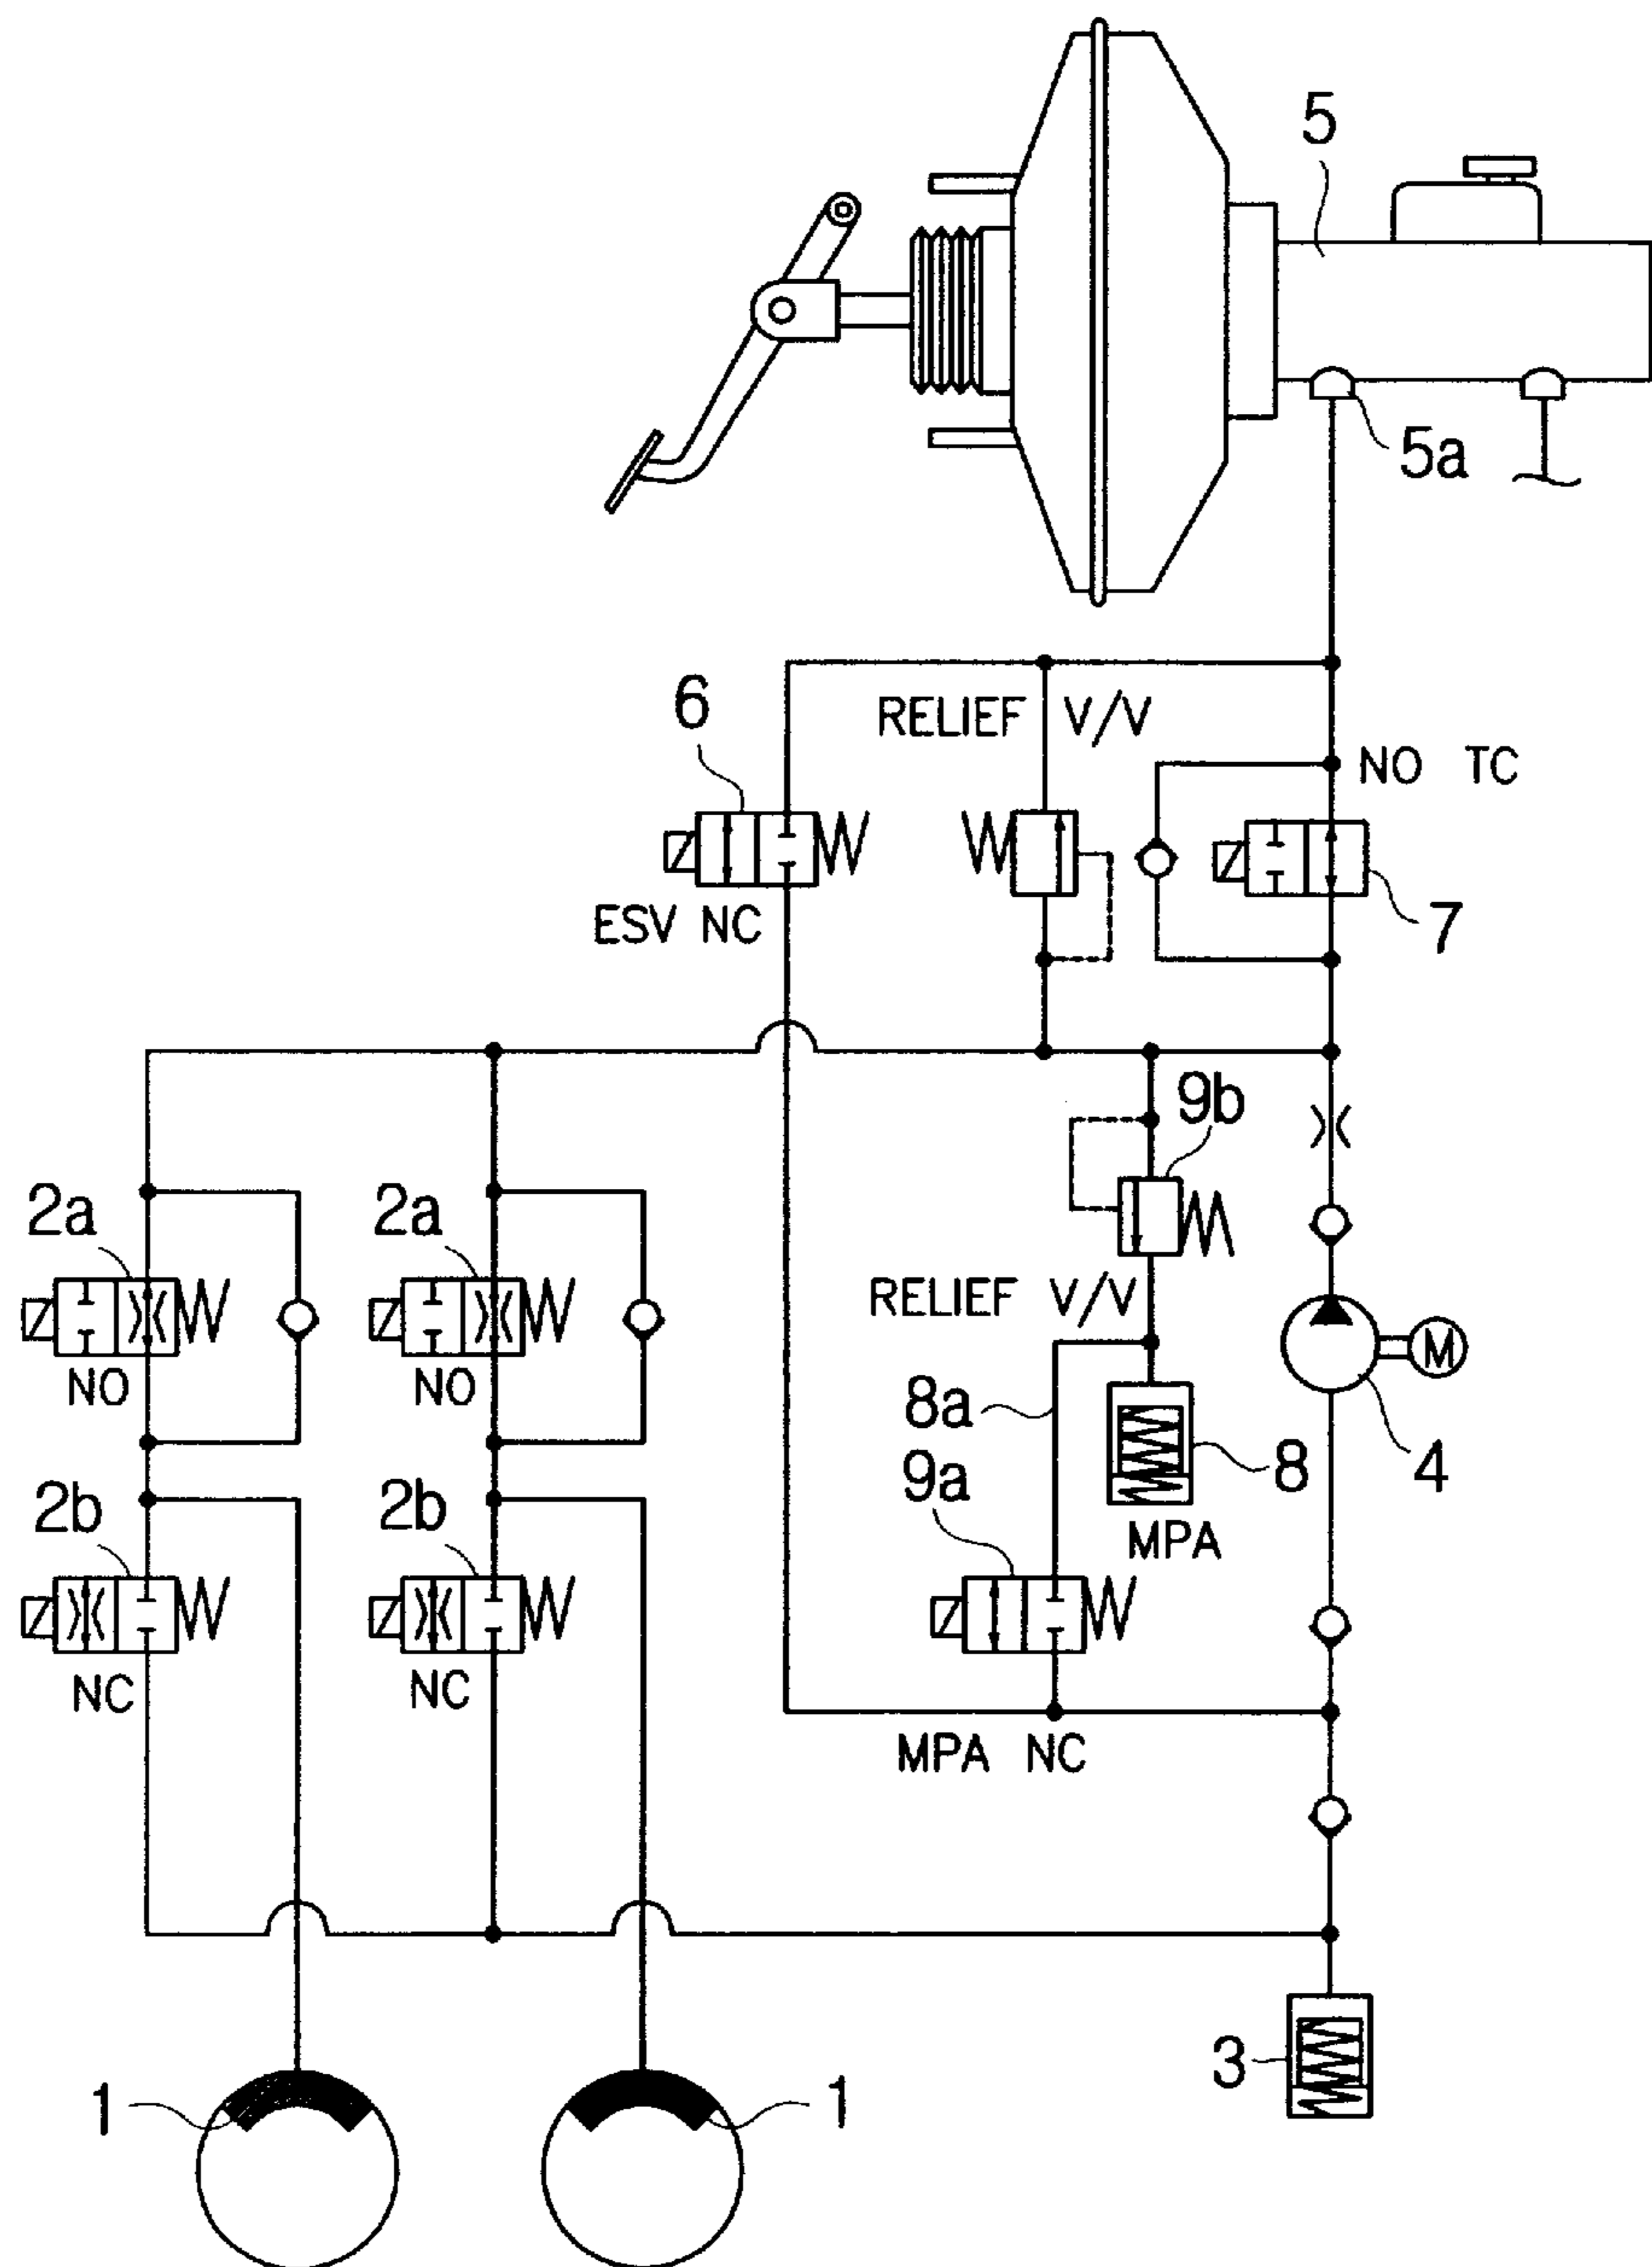 5
5a
6
RELIEF V/V
NO TC
ESV NC
7
9b
2a
2a
RELIEF V/V
M
NO
NO
8a
8
4
9a
2b
2b
MPA
NC
NC
MPA NC
3
1
1